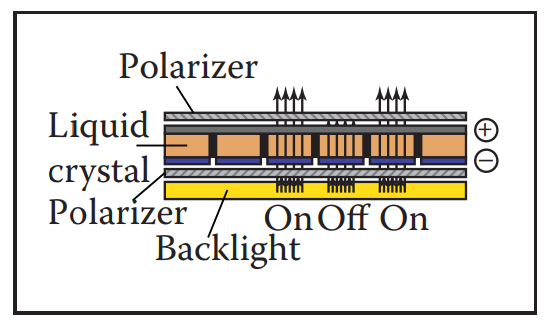 Polarizer
Liquid
crystal
Polarizer
Backlight
On Off On
+
−